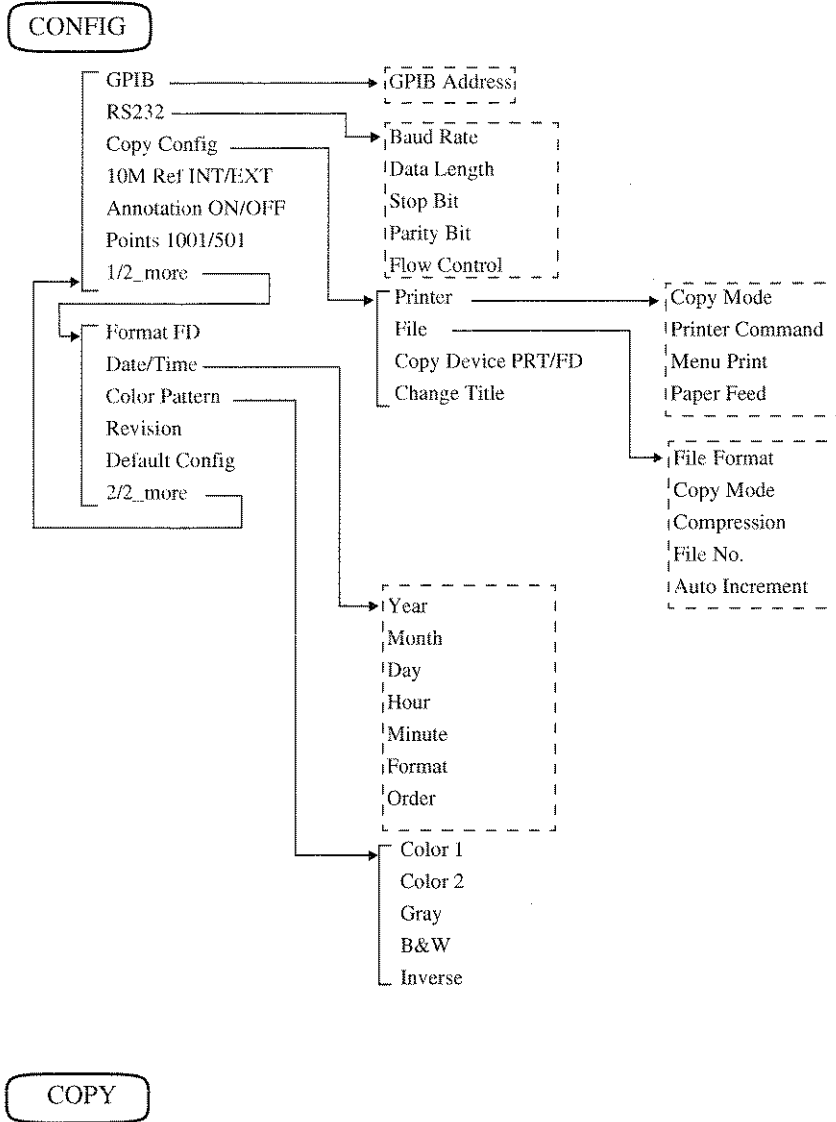 CONFIG
GPIB
RS232
Copy Config
10M Ref INT/EXT
Annotation ON/OFF
Points 1001/501
1/2_more
Format FD
Date/Time
Color Pattern
Revision
Default Config
2/2_more
GPIB Address
Baud Rate
Data Length
Stop Bit
Parity Bit
Flow Control
Printer
File
Copy Device PRT/FD
Change Title
Copy Mode
Printer Command
Menu Print
Paper Feed
File Format
Copy Mode
Compression
File No.
Auto Increment
Year
Month
Day
Hour
Minute
Format
Order
Color 1
Color 2
Gray
B&W
Inverse
COPY